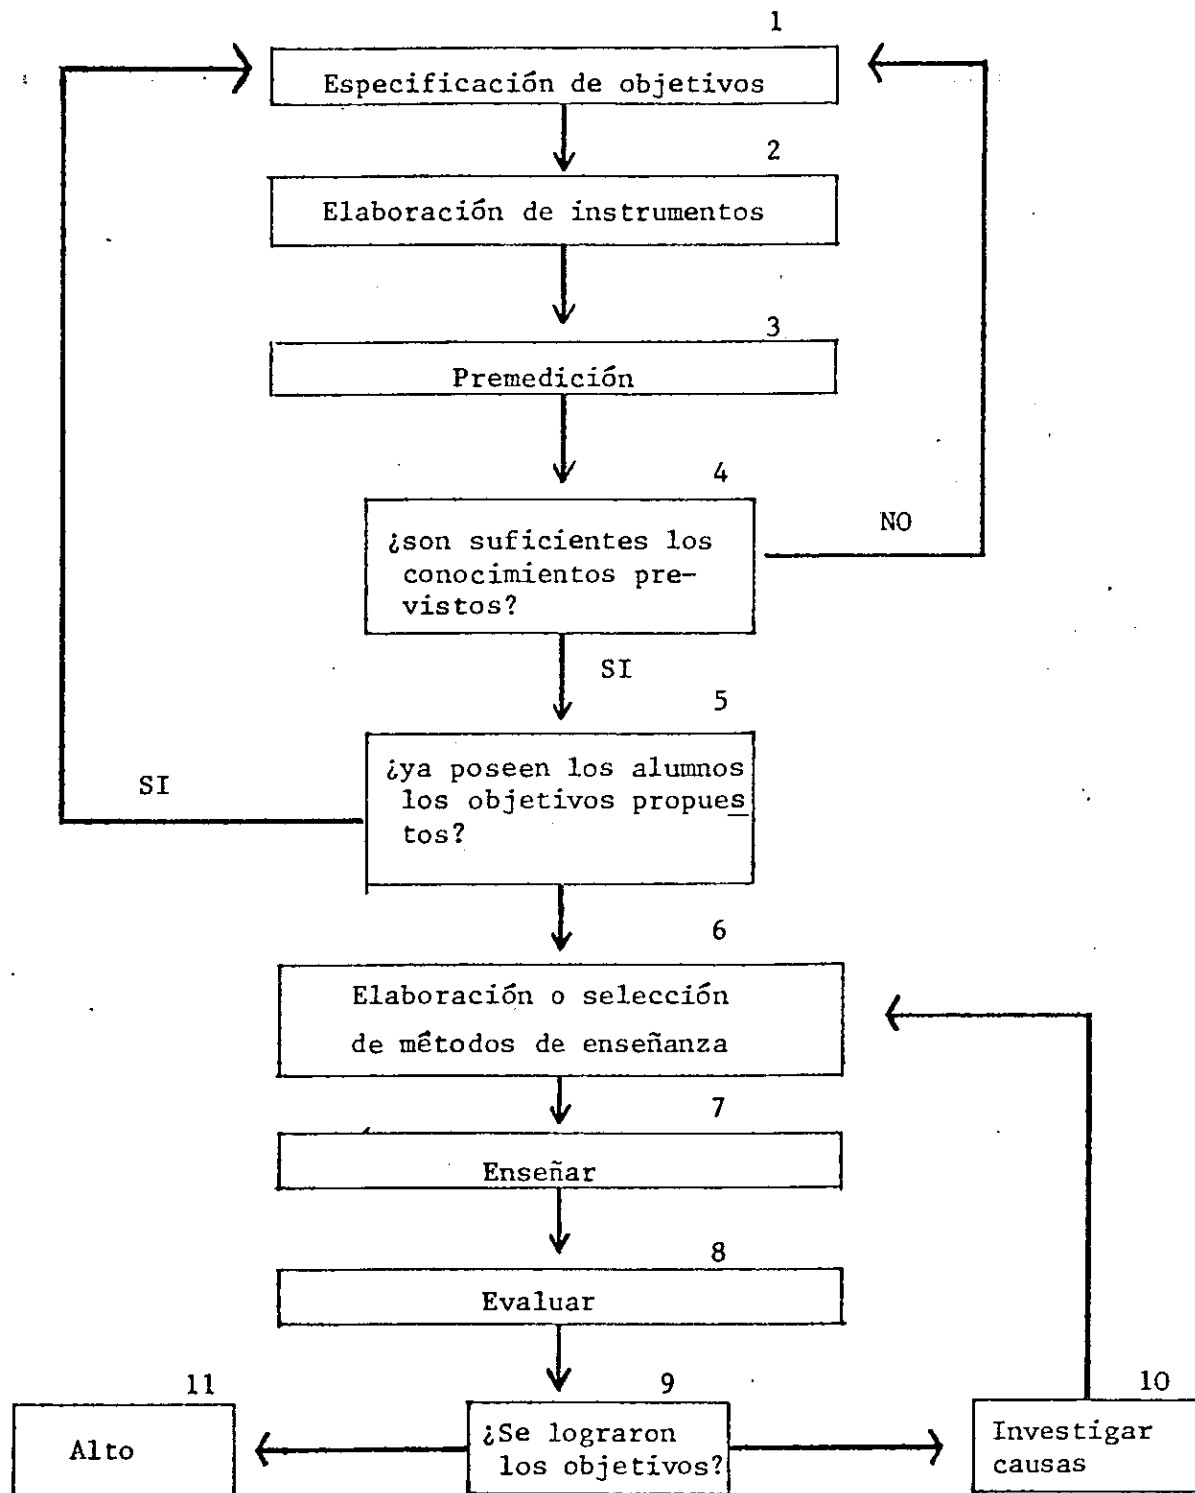 1
Especificación de objetivos
2
Elaboración de instrumentos
3
Premedición
4
¿son suficientes los
conocimientos pre-
vistos?
NO
SI
5
¿ya poseen los alumnos
los objetivos propues
tos?
SI
6
Elaboración o selección
de métodos de enseñanza
7
Enseñar
8
Evaluar
9
¿Se lograron
los objetivos?
10
Investigar
causas
11
Alto